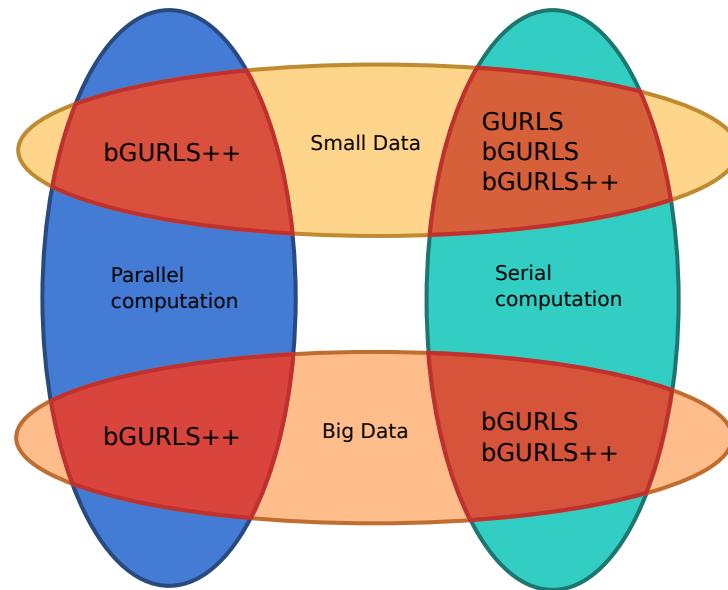 bGURLS++
Small Data
GURLS
bGURLS
bGURLS++
Parallel
computation
Serial
computation
bGURLS++
Big Data
bGURLS
bGURLS++